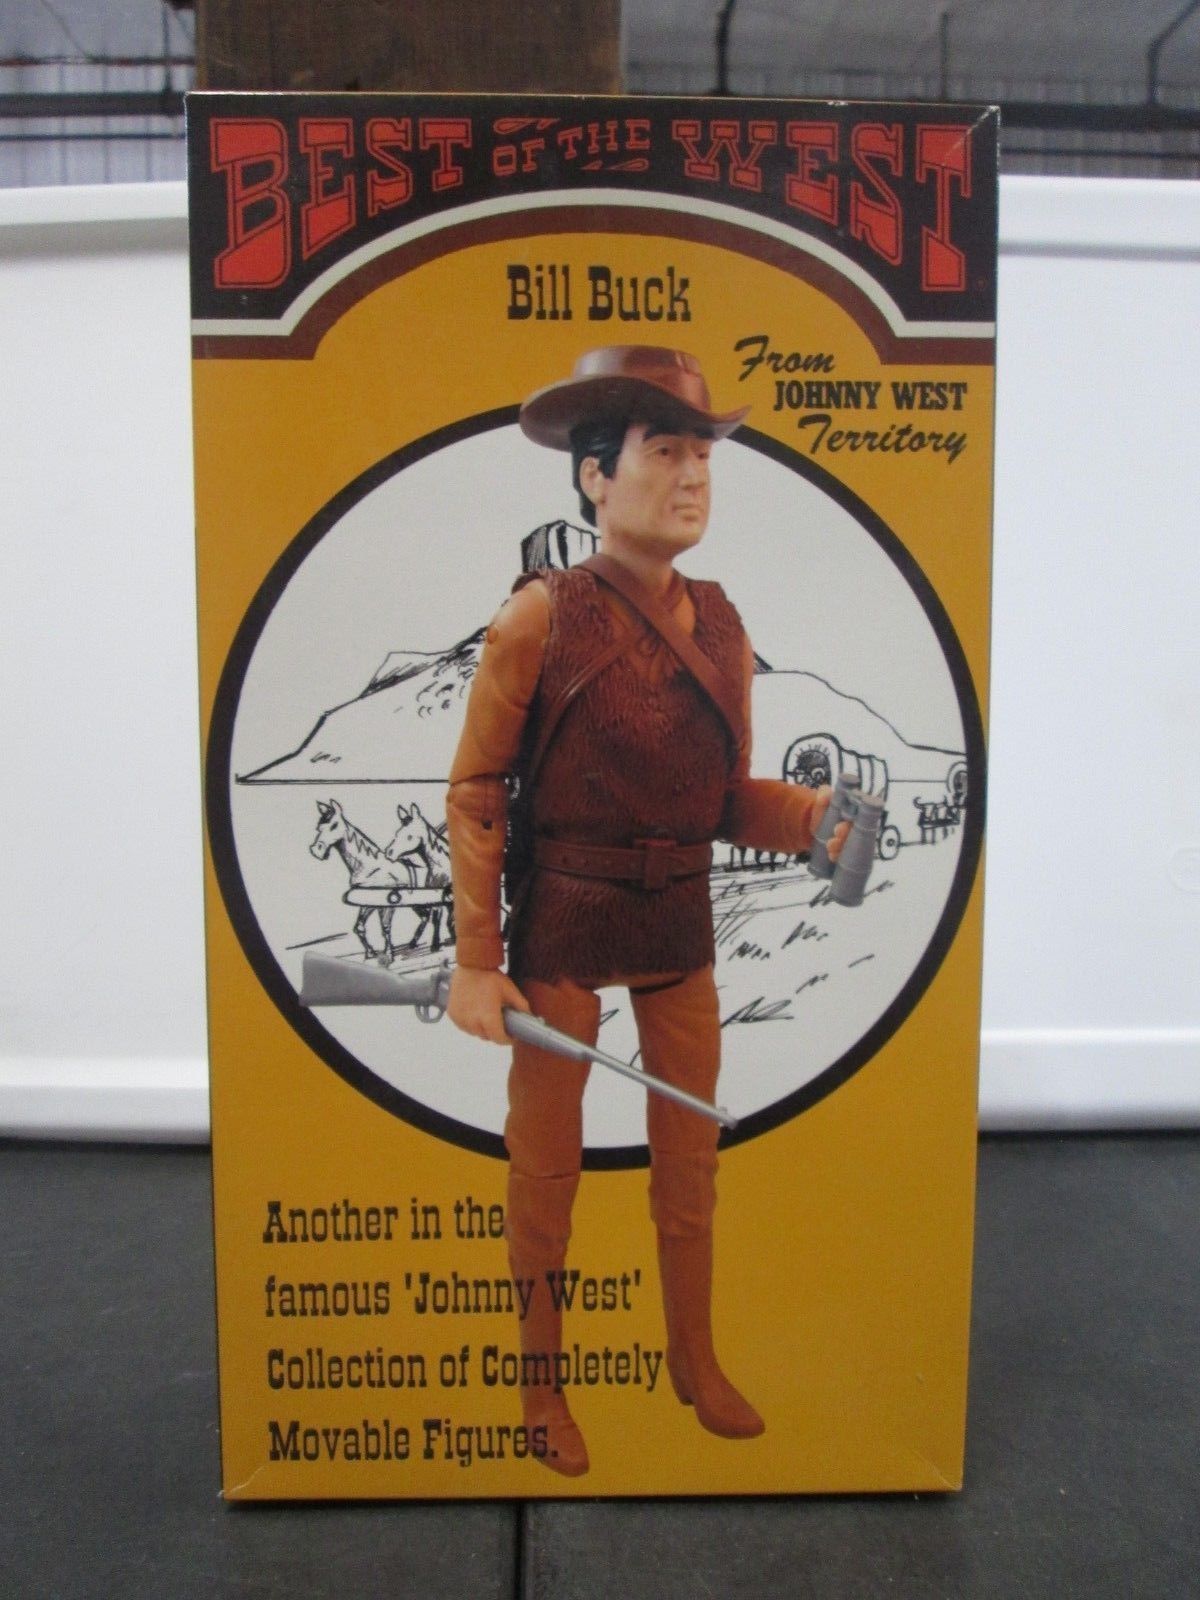 BEST OF THE WEST
Bill Buck
From
JOHNNY WEST
Territory
Another in the
famous 'Johnny West'
Collection of Completely
Movable Figures.